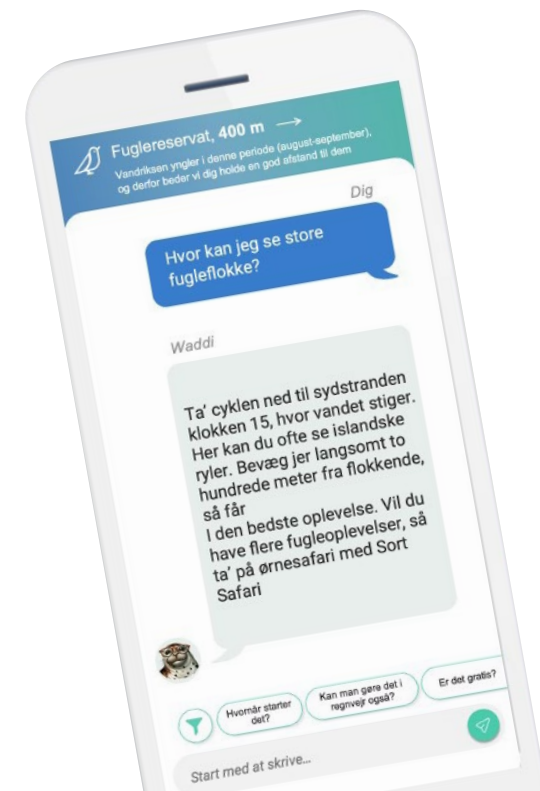 Fuglereservat, 400 m →
Vandriksen yngler i denne periode (august-september),
og derfor beder vi dig holde en god afstand til dem
Dig
Hvor kan jeg se store
fugleflokke?
Waddi
Ta' cyklen ned til sydstranden
klokken 15, hvor vandet stiger.
Her kan du ofte se islandske
ryler. Bevæg jer langsomt to
hundrede meter fra flokkende,
så får
I den bedste oplevelse. Vil du
have flere fugleoplevelser, så
ta' på ørnesafari med Sort
Safari
Hvornår starter
det?
Kan man gøre det i
regnvejr også?
Er det gratis?
Start med at skrive...